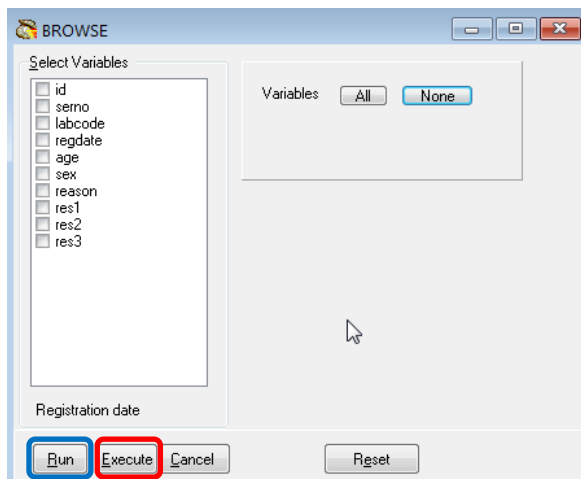 BROWSE
Select Variables
id
serno
labcode
regdate
age
sex
reason
res1
res2
res3
Variables All None
Registration date
Run Execute Cancel Reset